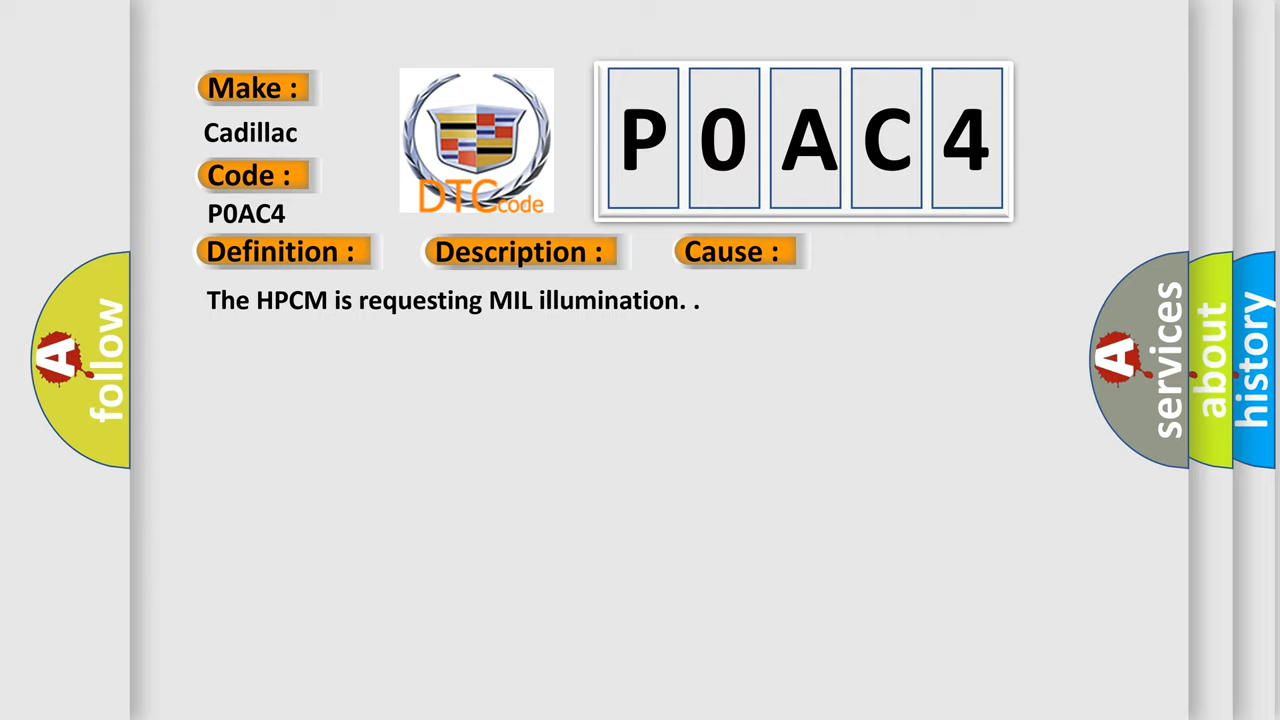 Make :
Cadillac
Code :
P0AC4
DTC code
P 0 A C 4
Definition :
Description :
Cause :
The HPCM is requesting MIL illumination. .
A follow
A services
about
history